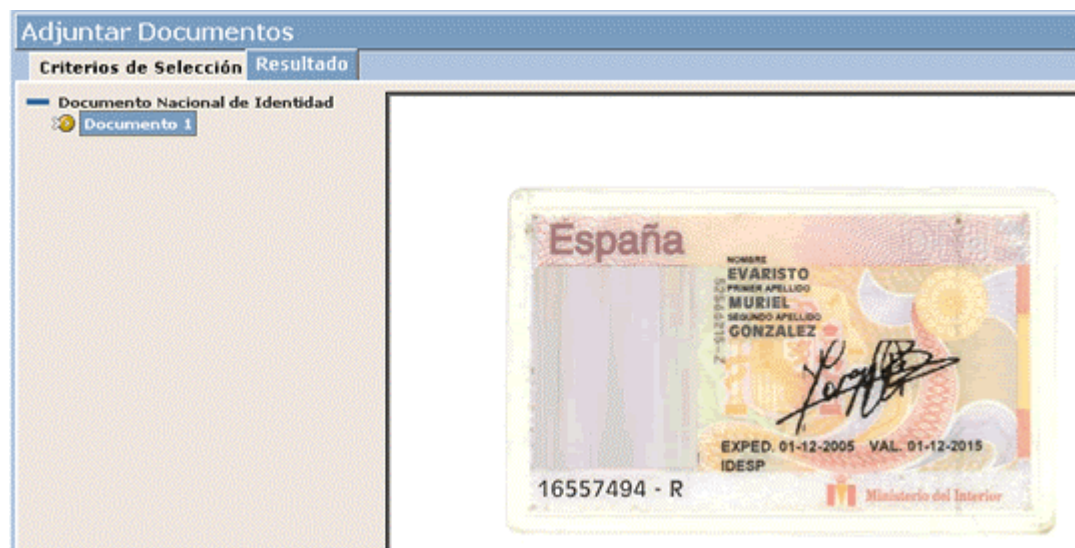 Adjuntar Documentos
Criterios de Selección Resultado
Documento Nacional de Identidad
Documento 1
España
NOMBRE
EVARISTO
PRIMER APELLIDO
MURIEL
SEGUNDO APELLIDO
GONZALEZ
EXPED. 01-12-2005 VAL. 01-12-2015
IDESP
16557494 - R
Ministerio del Interior